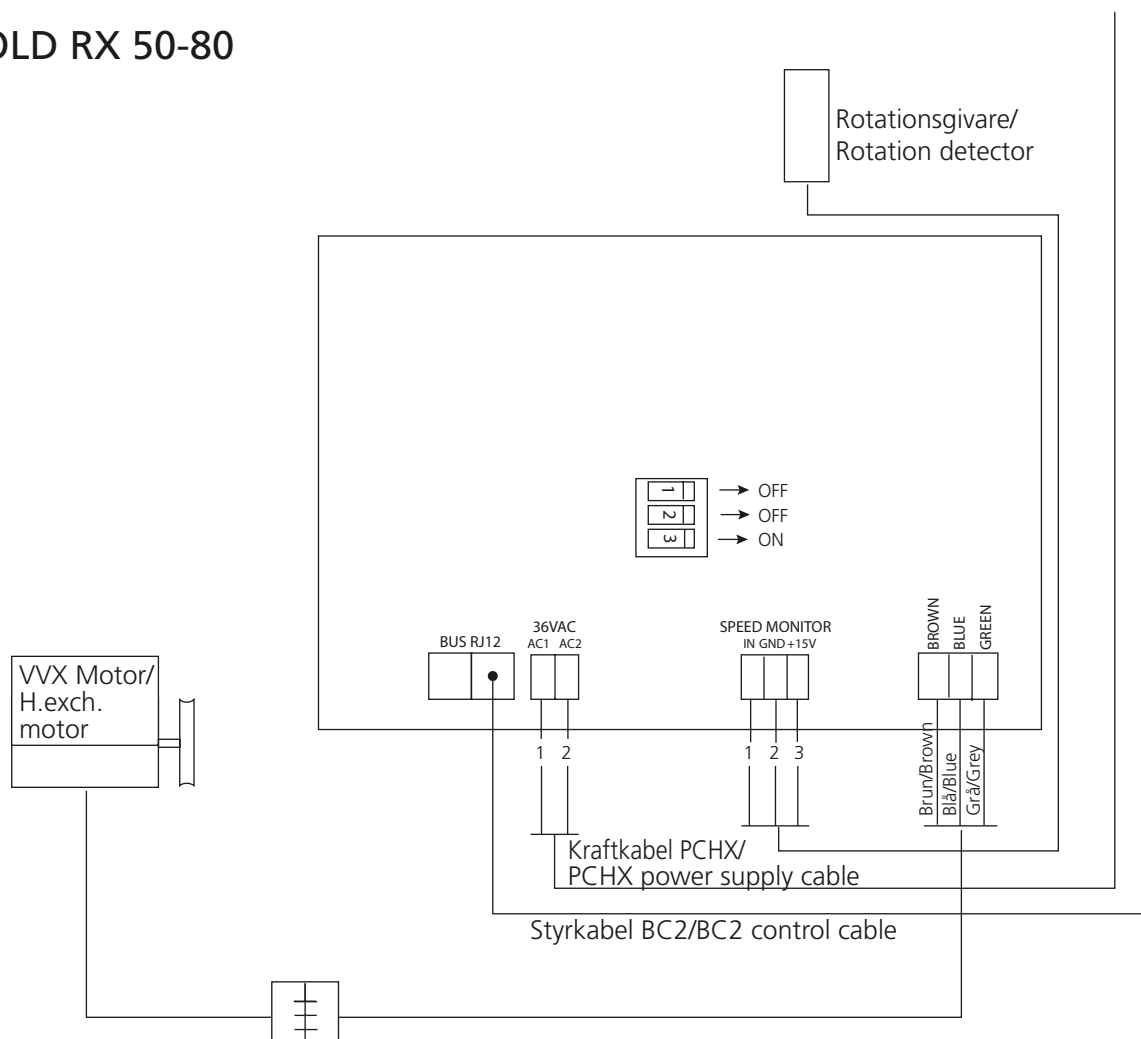 OLD RX 50-80
Rotationsgivare/
Rotation detector
1 OFF
2 OFF
3 ON
BUS RJ12
36VAC
AC1 AC2
SPEED MONITOR
IN GND +15V
BROWN
BLUE
GREEN
VVX Motor/
H.exch.
motor
1 2
1 2 3
Brun/Brown
Blå/Blue
Grå/Grey
Kraftkabel PCHX/
PCHX power supply cable
Styrkabel BC2/BC2 control cable